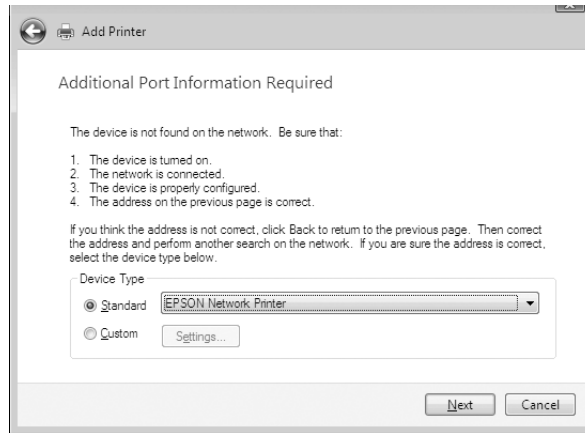 Add Printer
Additional Port Information Required
The device is not found on the network. Be sure that:
1. The device is turned on.
2. The network is connected.
3. The device is properly configured.
4. The address on the previous page is correct.
If you think the address is not correct, click Back to return to the previous page. Then correct
the address and perform another search on the network. If you are sure the address is correct,
select the device type below.
Device Type
Standard EPSON Network Printer
Custom Settings...
Next Cancel